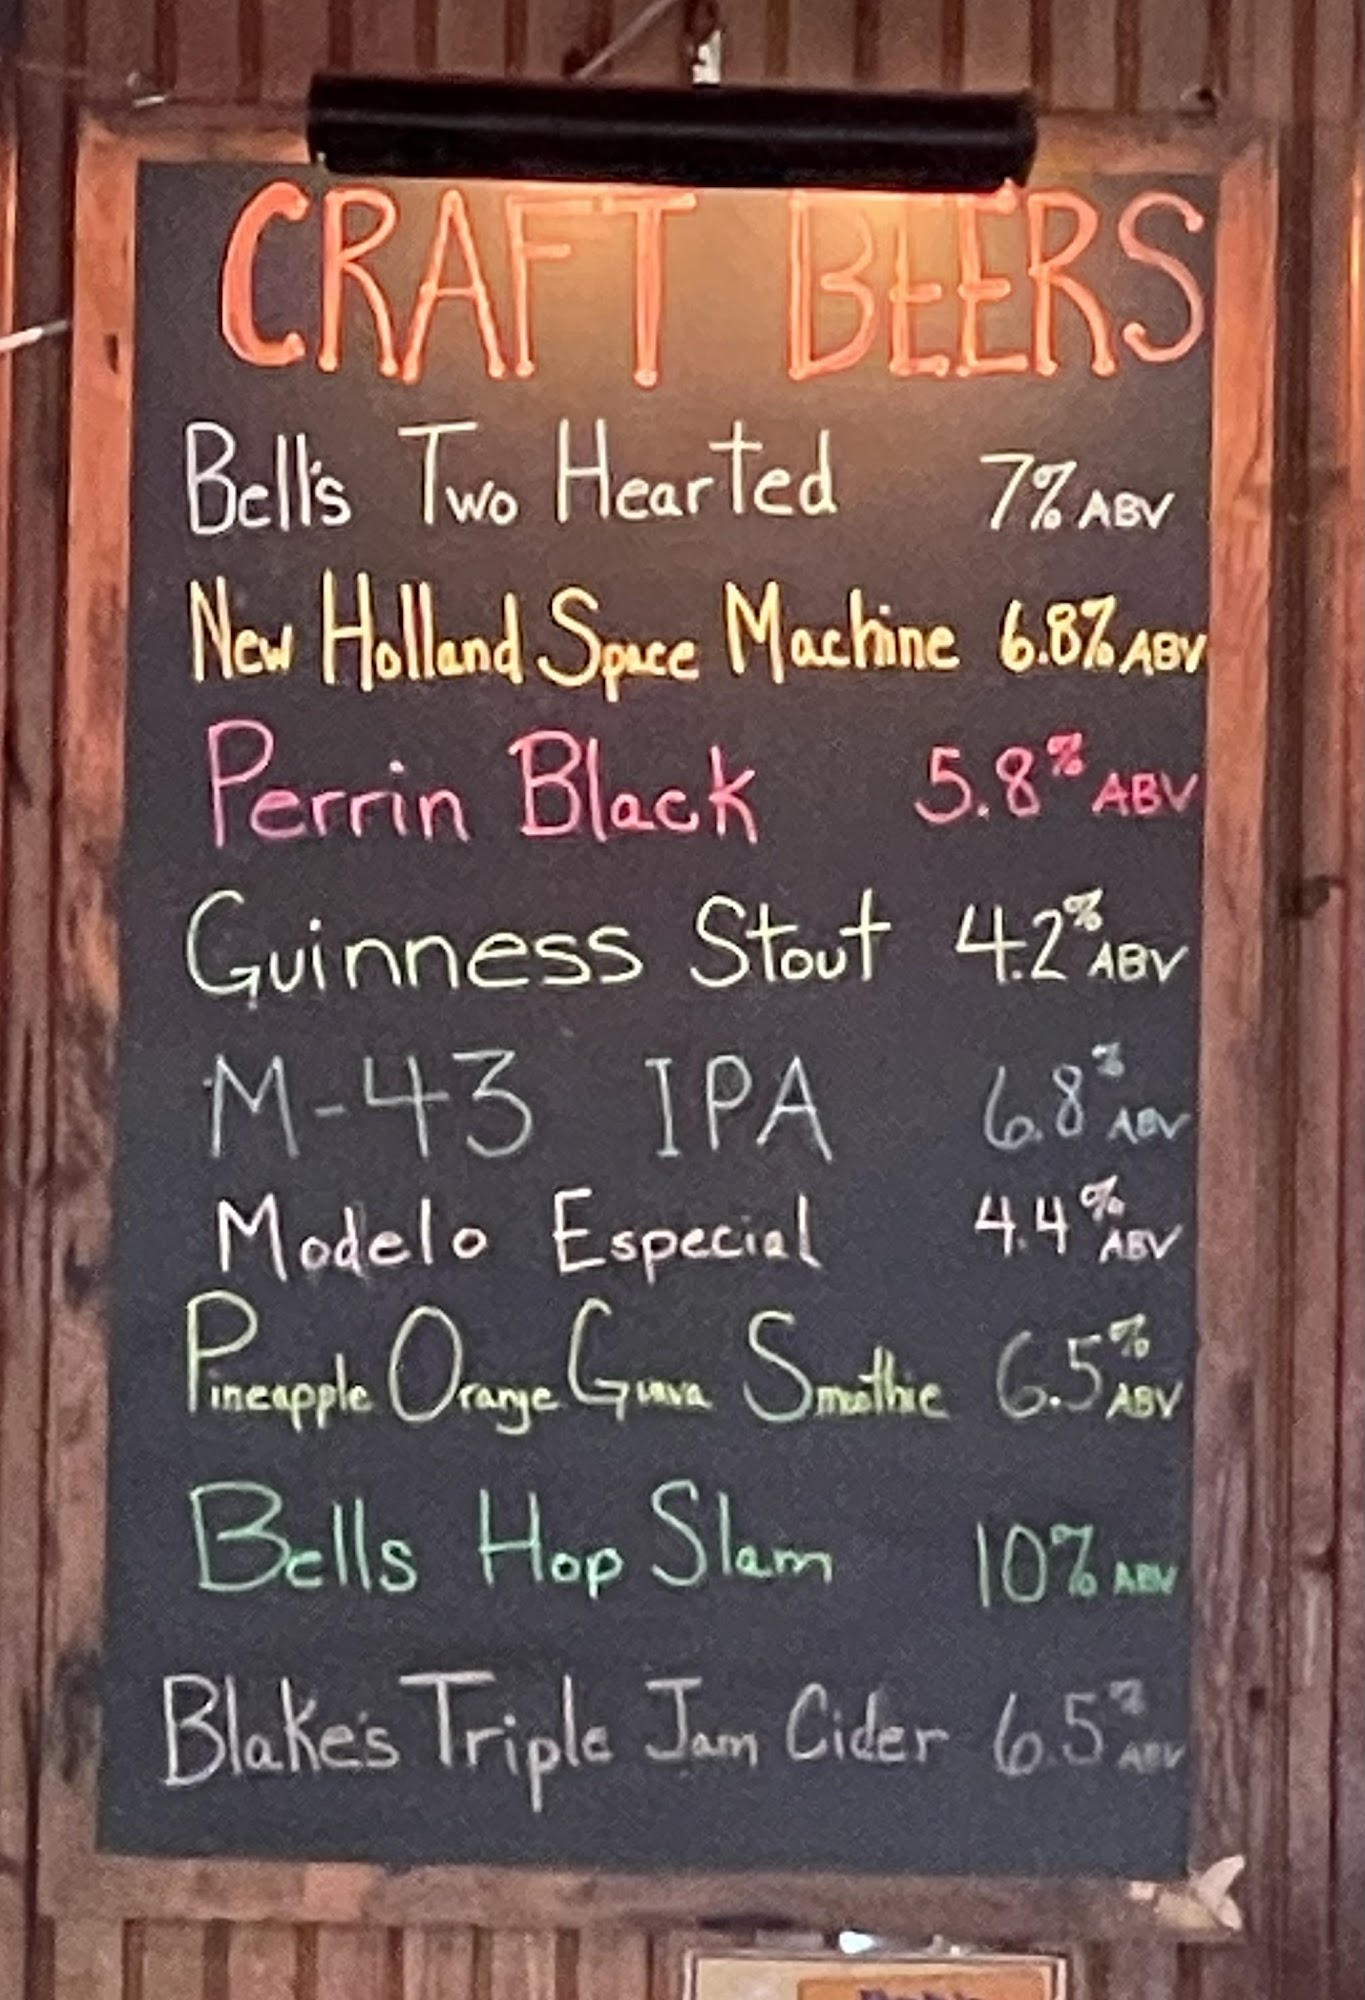 CRAFT BEERS
Bell's Two Hearted 7% ABV
New Holland Space Machine 6.8% ABV
Perrin Black 5.8% ABV
Guinness Stout 4.2% ABV
M-43 IPA 6.8% ABV
Modelo Especial 4.4% ABV
Pineapple Orange Guava Smoothie 6.5% ABV
Bells Hop Slam 10% ABV
Blake's Triple Jam Cider 6.5% ABV